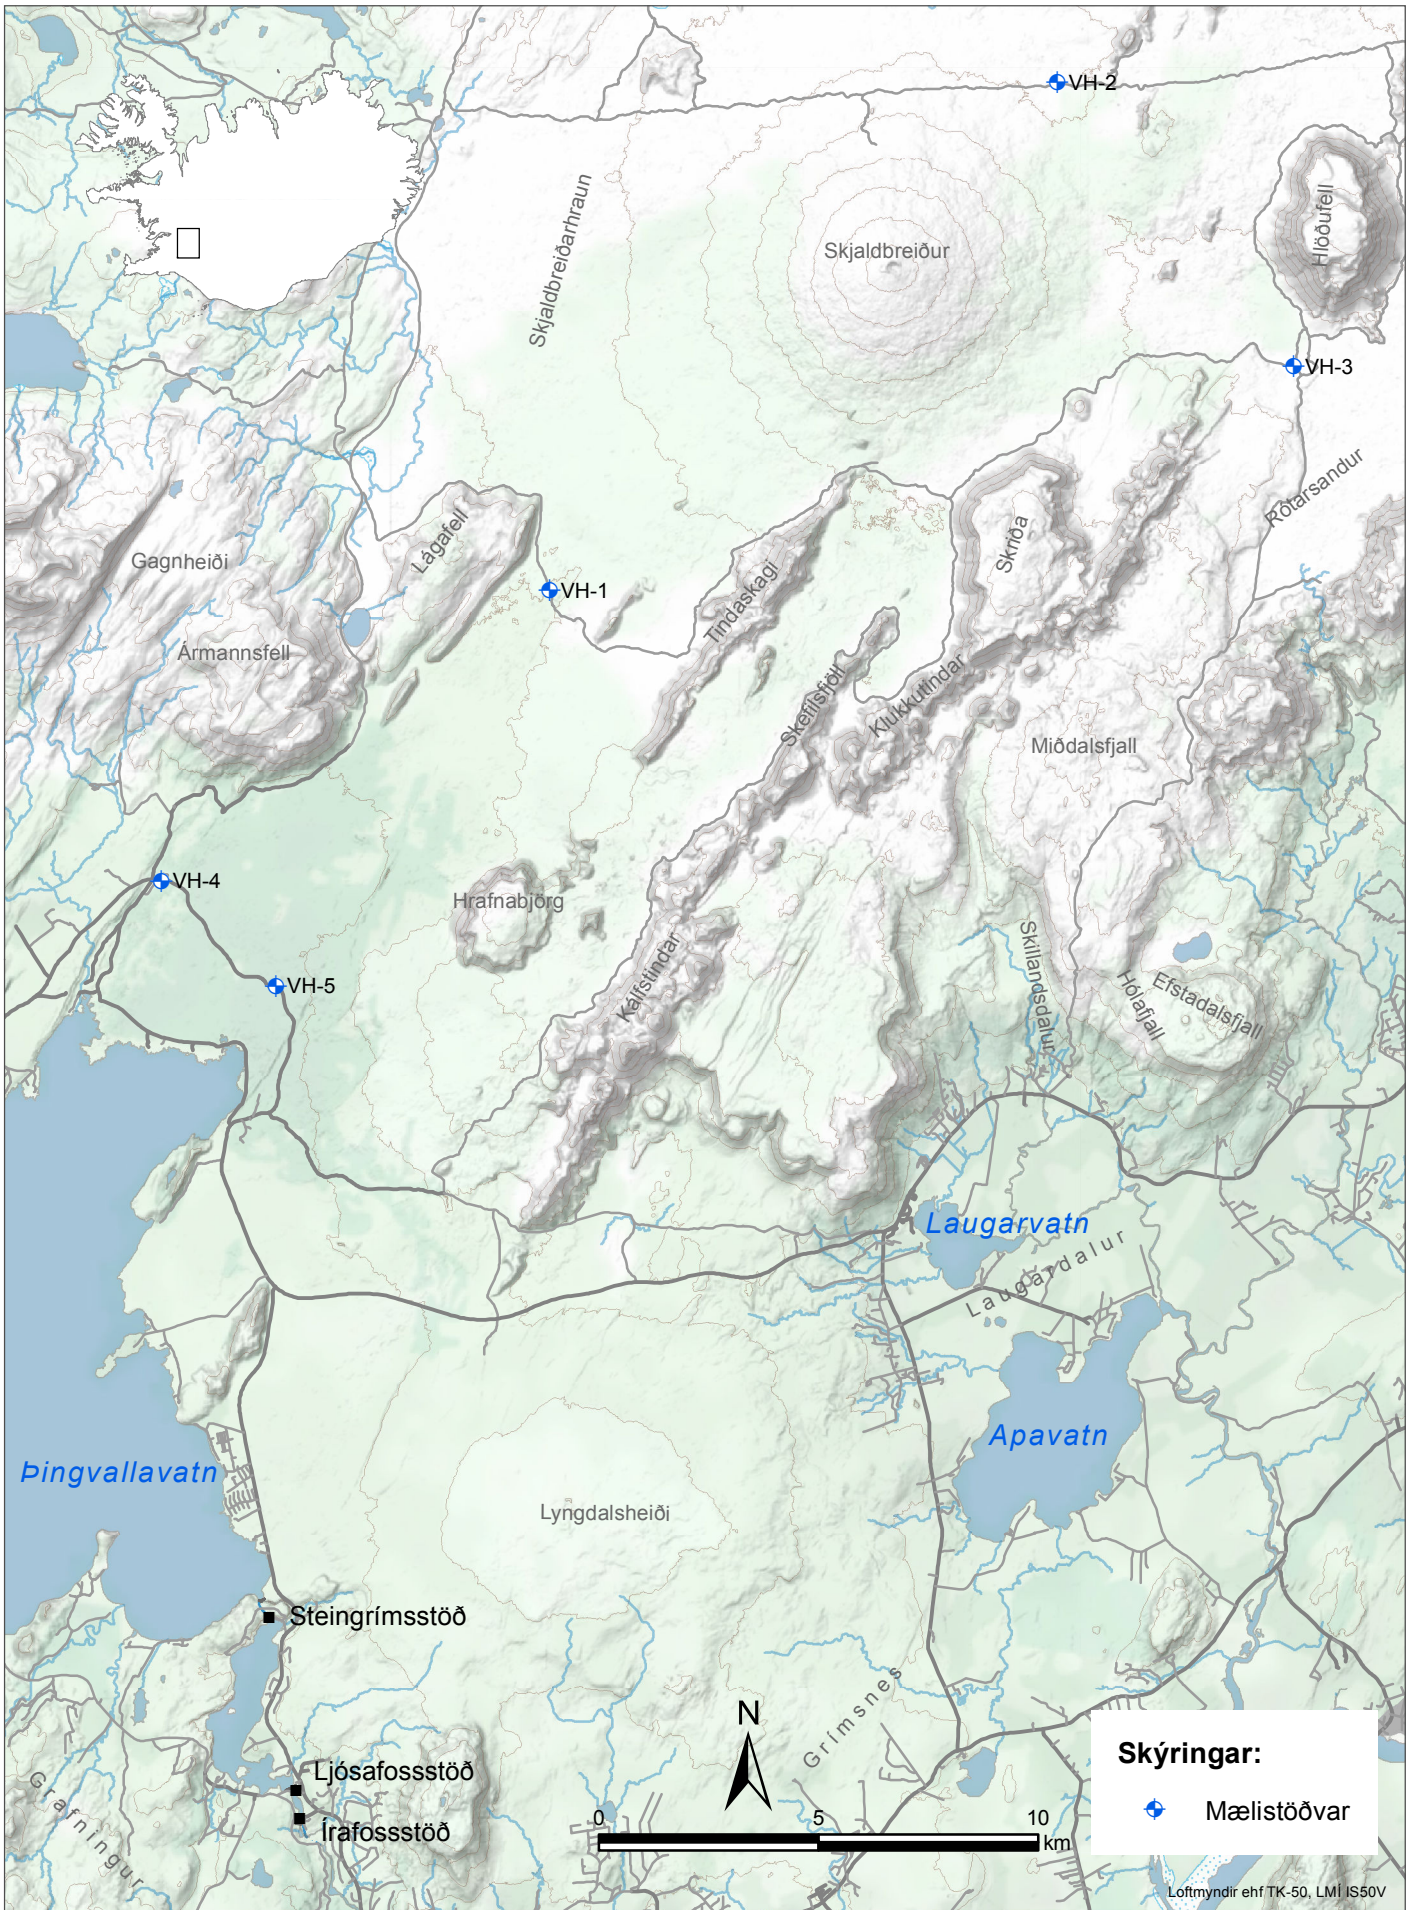 VH-2
Skjaldbreiðarhraun
Skjaldbreiður
Hlöðufell
VH-3
Rótarsandur
Lágafell
Skriða
Gagnheiði
VH-1
Tindaskagi
Ármannsfell
Skefilsfjöll
Klukkutindar
Miðdalsfjall
VH-4
Hrafnabjörg
Kálfstindar
Skillandsdalur
Hólafjall
Efstadalsfjall
VH-5
Laugarvatn
Laugardalur
Apavatn
Þingvallavatn
Lyngdalsheiði
Steingrímsstöð
Grímsnes
N
Ljósafossstöð
Írafossstöð
Grafningur
0 5 10
km
Skýringar:
Mælistöðvar
Loftmyndir ehf TK-50, LMÍ IS50V